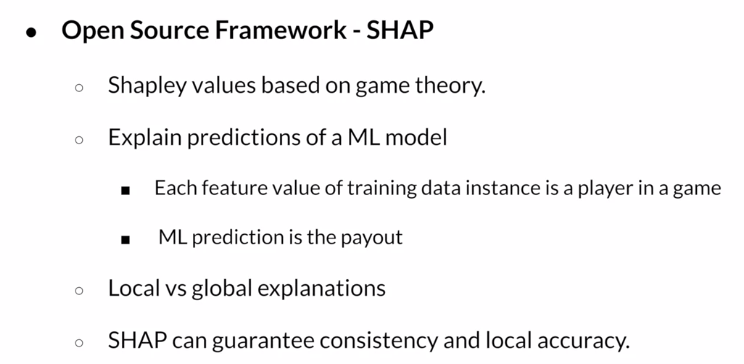 ● Open Source Framework - SHAP
○ Shapley values based on game theory.
○ Explain predictions of a ML model
■ Each feature value of training data instance is a player in a game
■ ML prediction is the payout
○ Local vs global explanations
○ SHAP can guarantee consistency and local accuracy.